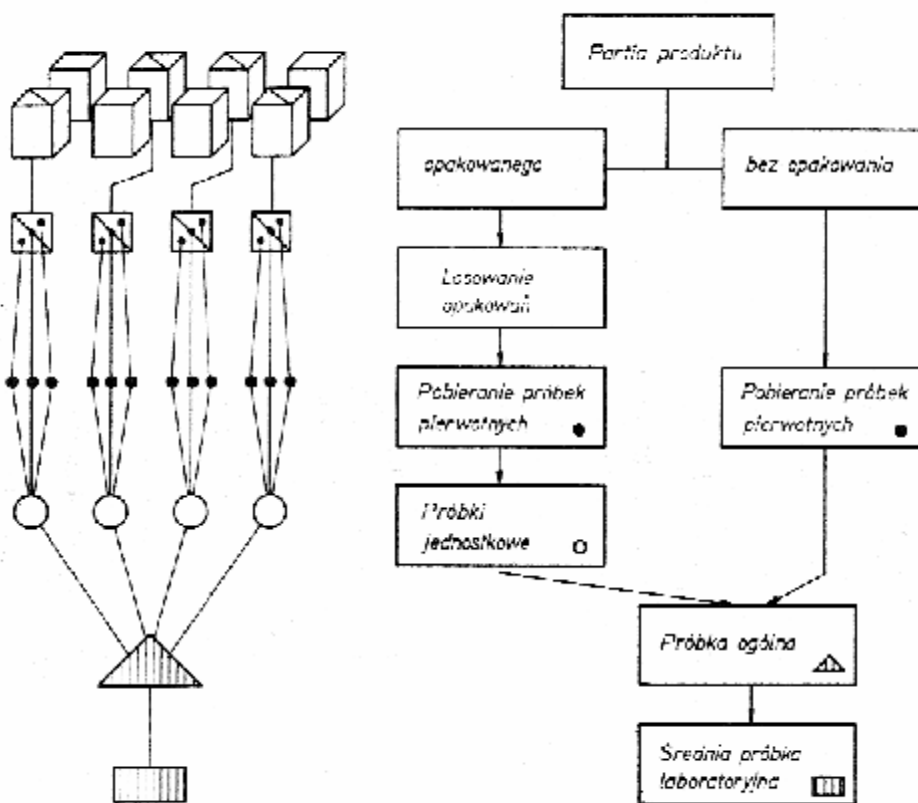 Partia produktu
opakowanego
bez opakowania
Losowanie
opakowań
Pobieranie próbek
pierwotnych
Pobieranie próbek
pierwotnych
Próbki
jednostkowe
Próbka ogólna
Średnia próbka
laboratoryjna